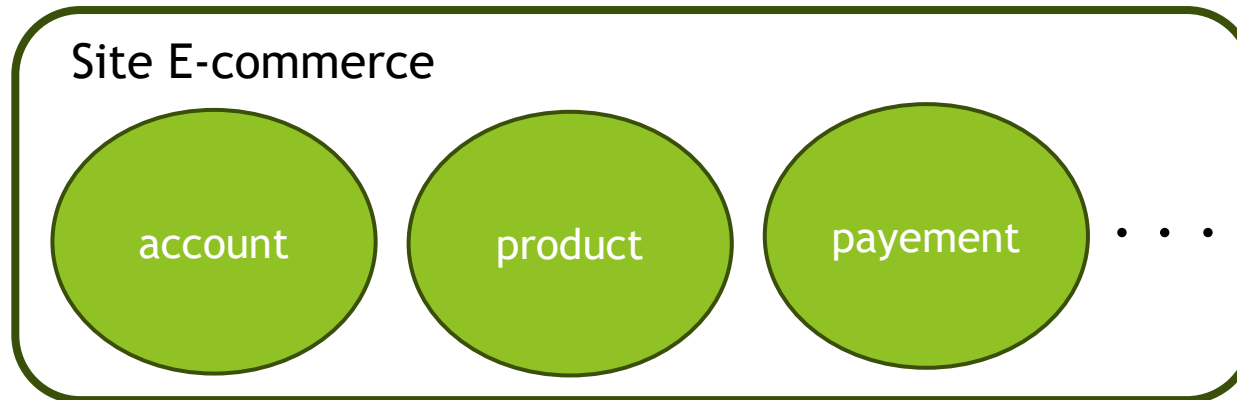 Site E-commerce
account
product
payement
. . .